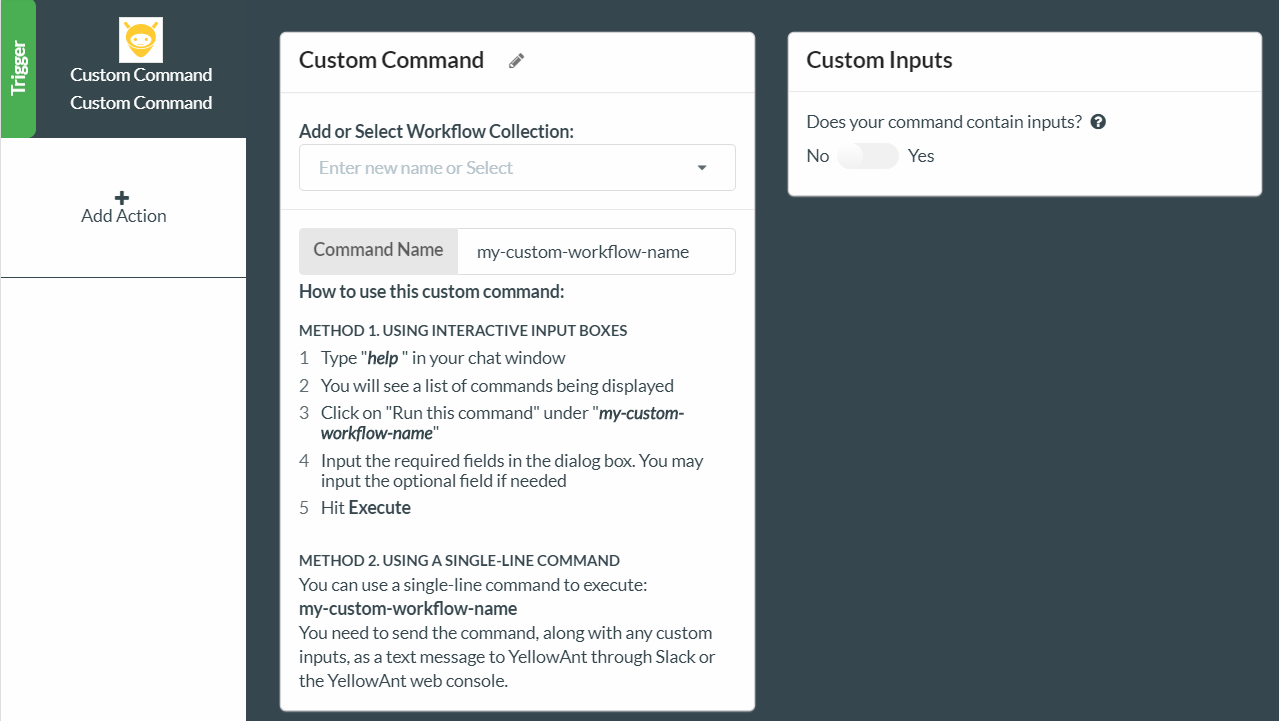 Trigger
Custom Command
Custom Command
Add Action
Custom Command
Add or Select Workflow Collection:
Enter new name or Select
Command Name
my-custom-workflow-name
How to use this custom command:
METHOD 1. USING INTERACTIVE INPUT BOXES
1 Type "help " in your chat window
2 You will see a list of commands being displayed
3 Click on "Run this command" under "my-custom-
workflow-name"
4 Input the required fields in the dialog box. You may
input the optional field if needed
5 Hit Execute
METHOD 2. USING A SINGLE-LINE COMMAND
You can use a single-line command to execute:
my-custom-workflow-name
You need to send the command, along with any custom
inputs, as a text message to YellowAnt through Slack or
the YellowAnt web console.
Custom Inputs
Does your command contain inputs?
No Yes